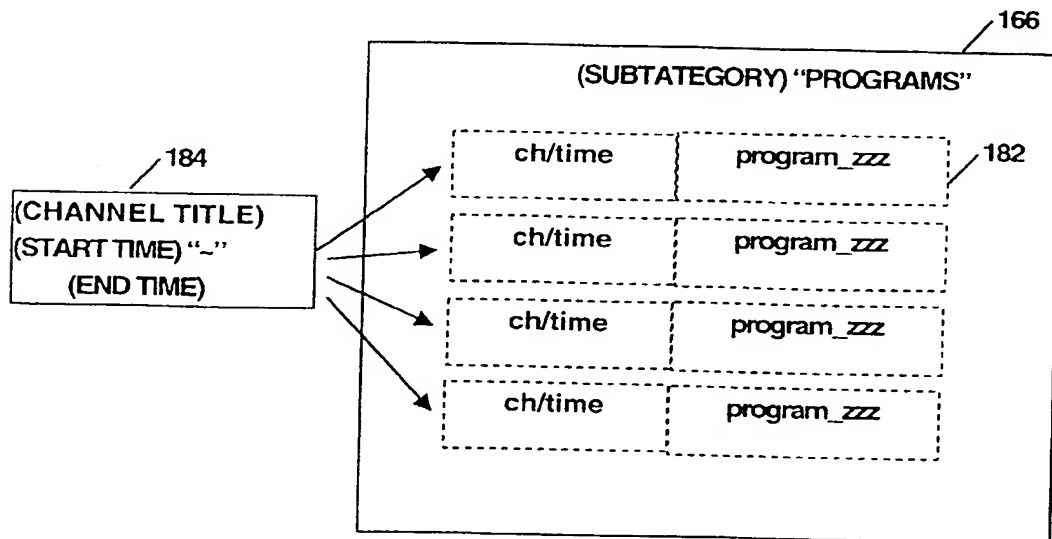 166
(SUBTATEGORY) “PROGRAMS”
184
(CHANNEL TITLE)
(START TIME) “~”
(END TIME)
182
ch/time program_zzz
ch/time program_zzz
ch/time program_zzz
ch/time program_zzz